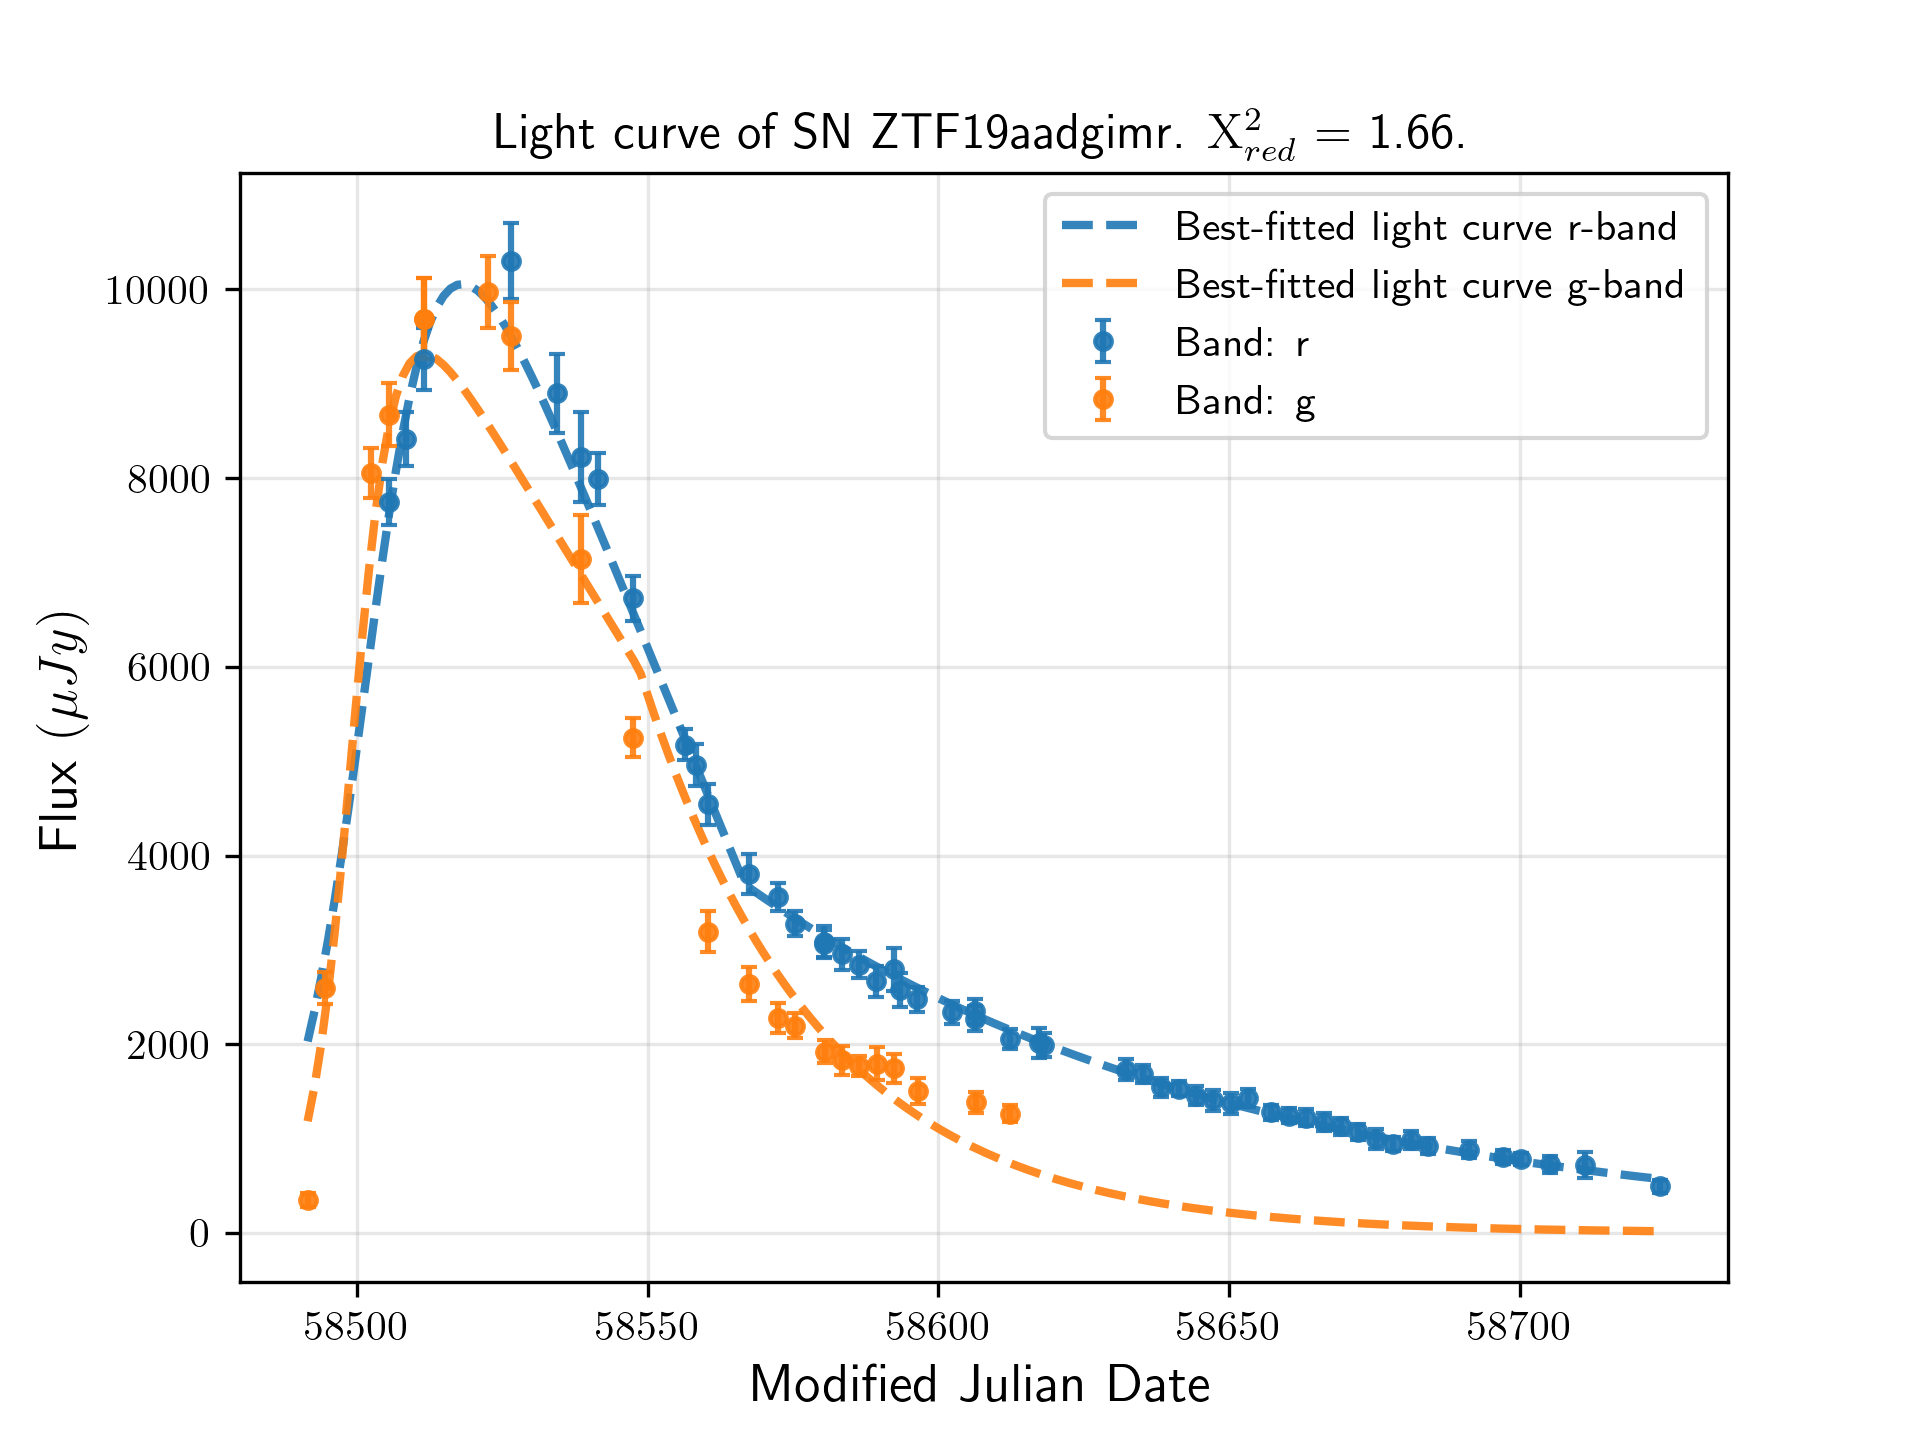 Light curve of SN ZTF19aadgimr. X²_red = 1.66.
Best-fitted light curve r-band
Best-fitted light curve g-band
Band: r
Band: g
Flux (μJy)
10000
8000
6000
4000
2000
0
58500 58550 58600 58650 58700
Modified Julian Date